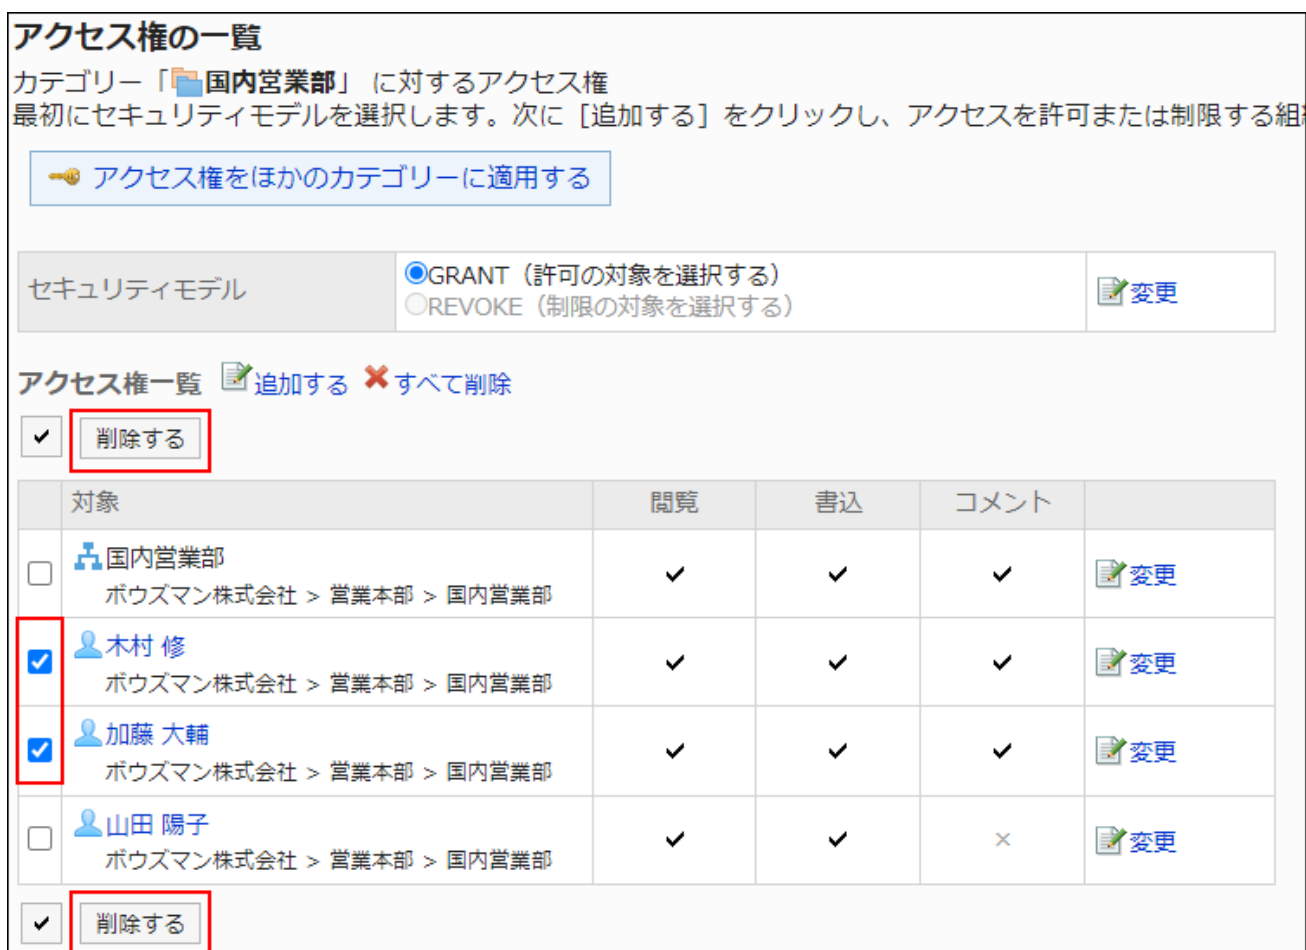 アクセス権の一覧
カテゴリー「国内営業部」 に対するアクセス権
最初にセキュリティモデルを選択します。次に［追加する］をクリックし、アクセスを許可または制限する組
アクセス権をほかのカテゴリーに適用する
セキュリティモデル
GRANT（許可の対象を選択する）
REVOKE（制限の対象を選択する）
変更
アクセス権一覧 追加する すべて削除
削除する
対象 閲覧 書込 コメント
国内営業部
ボウズマン株式会社 > 営業本部 > 国内営業部
変更
木村 修
ボウズマン株式会社 > 営業本部 > 国内営業部
変更
加藤 大輔
ボウズマン株式会社 > 営業本部 > 国内営業部
変更
山田 陽子
ボウズマン株式会社 > 営業本部 > 国内営業部
変更
削除する